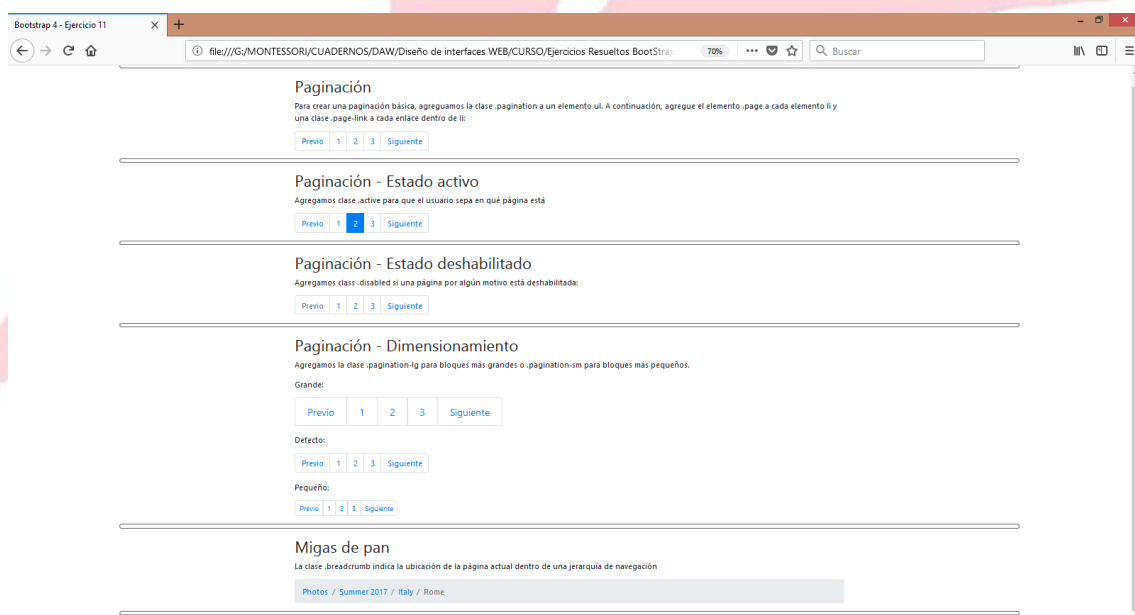 Bootstrap 4 - Ejercicio 11
file:///G:/MONTESSORI/CUADERNOS/DAW/Diseño de interfaces WEB/CURSO/Ejercicios Resueltos BootStrap
70%
Buscar
Paginación
Para crear una paginación básica, agreguamos la clase .pagination a un elemento ul. A continuación, agregue el elemento .page a cada elemento li y
una clase .page-link a cada enlace dentro de li:
Previo 1 2 3 Siguiente
Paginación - Estado activo
Agregamos clase .active para que el usuario sepa en qué página está
Previo 1 2 3 Siguiente
Paginación - Estado deshabilitado
Agregamos class .disabled si una página por algún motivo está deshabilitada:
Previo 1 2 3 Siguiente
Paginación - Dimensionamiento
Agregamos la clase .pagination-lg para bloques más grandes o .pagination-sm para bloques más pequeños.
Grande:
Previo 1 2 3 Siguiente
Defecto:
Previo 1 2 3 Siguiente
Pequeño:
Previo 1 2 3 Siguiente
Migas de pan
La clase .breadcrumb indica la ubicación de la página actual dentro de una jerarquía de navegación
Photos / Summer 2017 / Italy / Rome